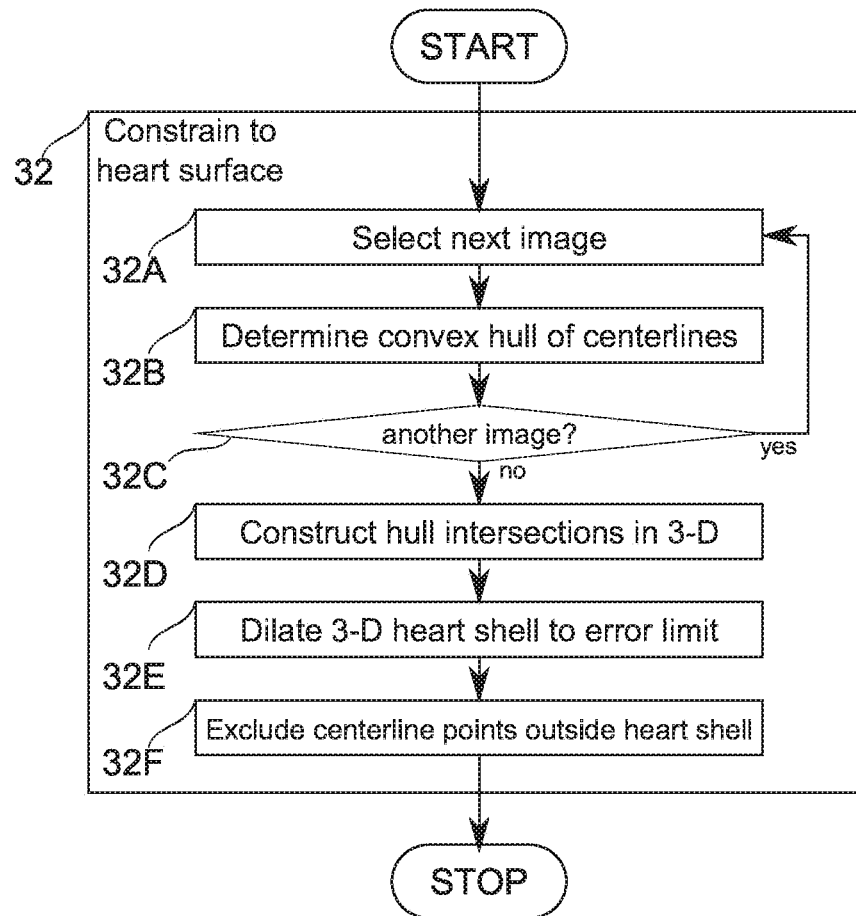 START
Constrain to
32
heart surface
Select next image
32A
Determine convex hull of centerlines
32B
another image?
yes
32C
no
Construct hull intersections in 3-D
32D
Dilate 3-D heart shell to error limit
32E
Exclude centerline points outside heart shell
32F
STOP